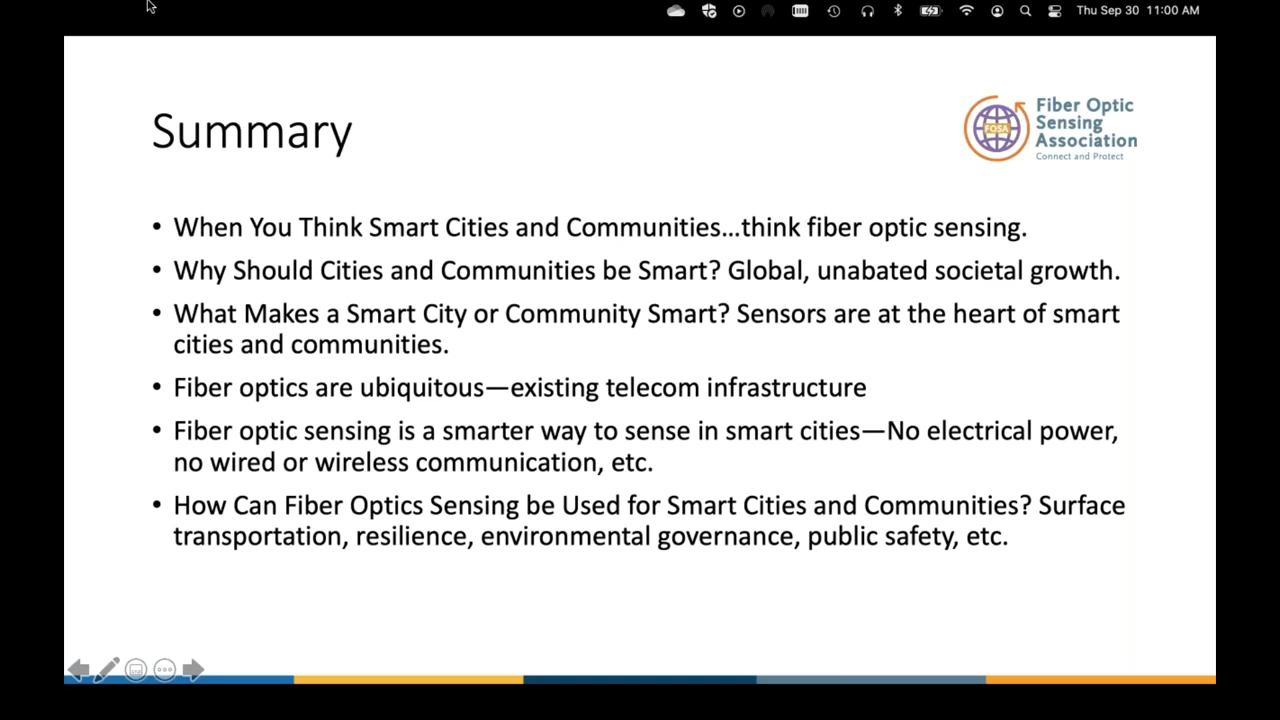 Thu Sep 30 11:00 AM
Summary
FOSA
Fiber Optic
Sensing
Association
Connect and Protect
• When You Think Smart Cities and Communities...think fiber optic sensing.
• Why Should Cities and Communities be Smart? Global, unabated societal growth.
• What Makes a Smart City or Community Smart? Sensors are at the heart of smart
cities and communities.
• Fiber optics are ubiquitous—existing telecom infrastructure
• Fiber optic sensing is a smarter way to sense in smart cities—No electrical power,
no wired or wireless communication, etc.
• How Can Fiber Optics Sensing be Used for Smart Cities and Communities? Surface
transportation, resilience, environmental governance, public safety, etc.